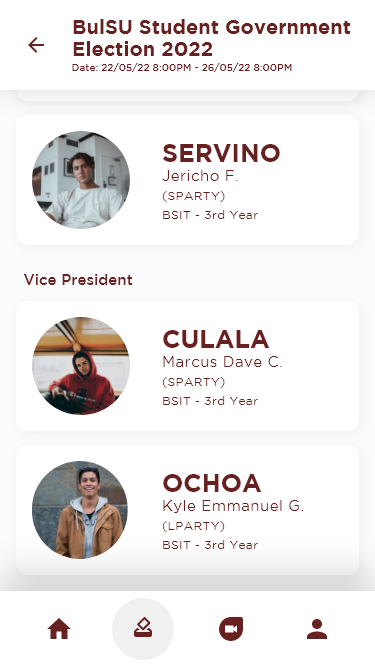 BulSU Student Government
Election 2022
Date: 22/05/22 8:00PM - 26/05/22 8:00PM
SERVINO
Jericho F.
(SPARTY)
BSIT - 3rd Year
Vice President
CULALA
Marcus Dave C.
(SPARTY)
BSIT - 3rd Year
OCHOA
Kyle Emmanuel G.
(LPARTY)
BSIT - 3rd Year